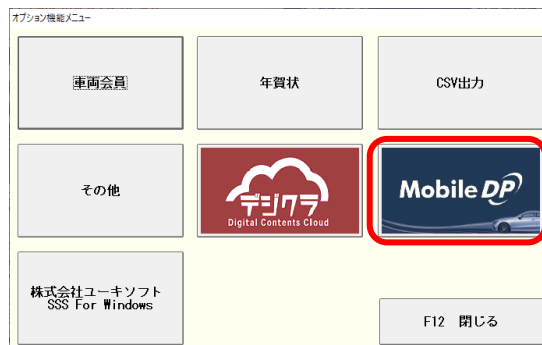 オプション機能メニュー
車両会員
年賀状
CSV出力
その他
デジクラ
Digital Contents Cloud
Mobile DP
株式会社ユーキソフト
SSS For Windows
F12 閉じる